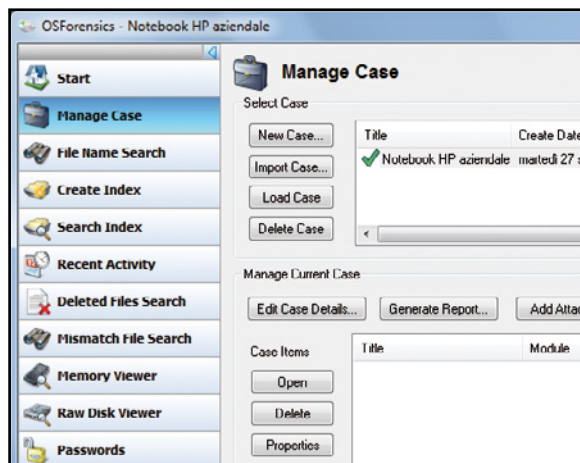 OSForensics - Notebook HP aziendale
Start
Manage Case
File Name Search
Create Index
Search Index
Recent Activity
Deleted Files Search
Mismatch File Search
Memory Viewer
Raw Disk Viewer
Passwords
Manage Case
Select Case
New Case...
Import Case...
Load Case
Delete Case
Title Create Date
Notebook HP aziendale martedì 27
Manage Current Case
Edit Case Details... Generate Report... Add Attac
Case Items
Open
Delete
Properties
Title Module